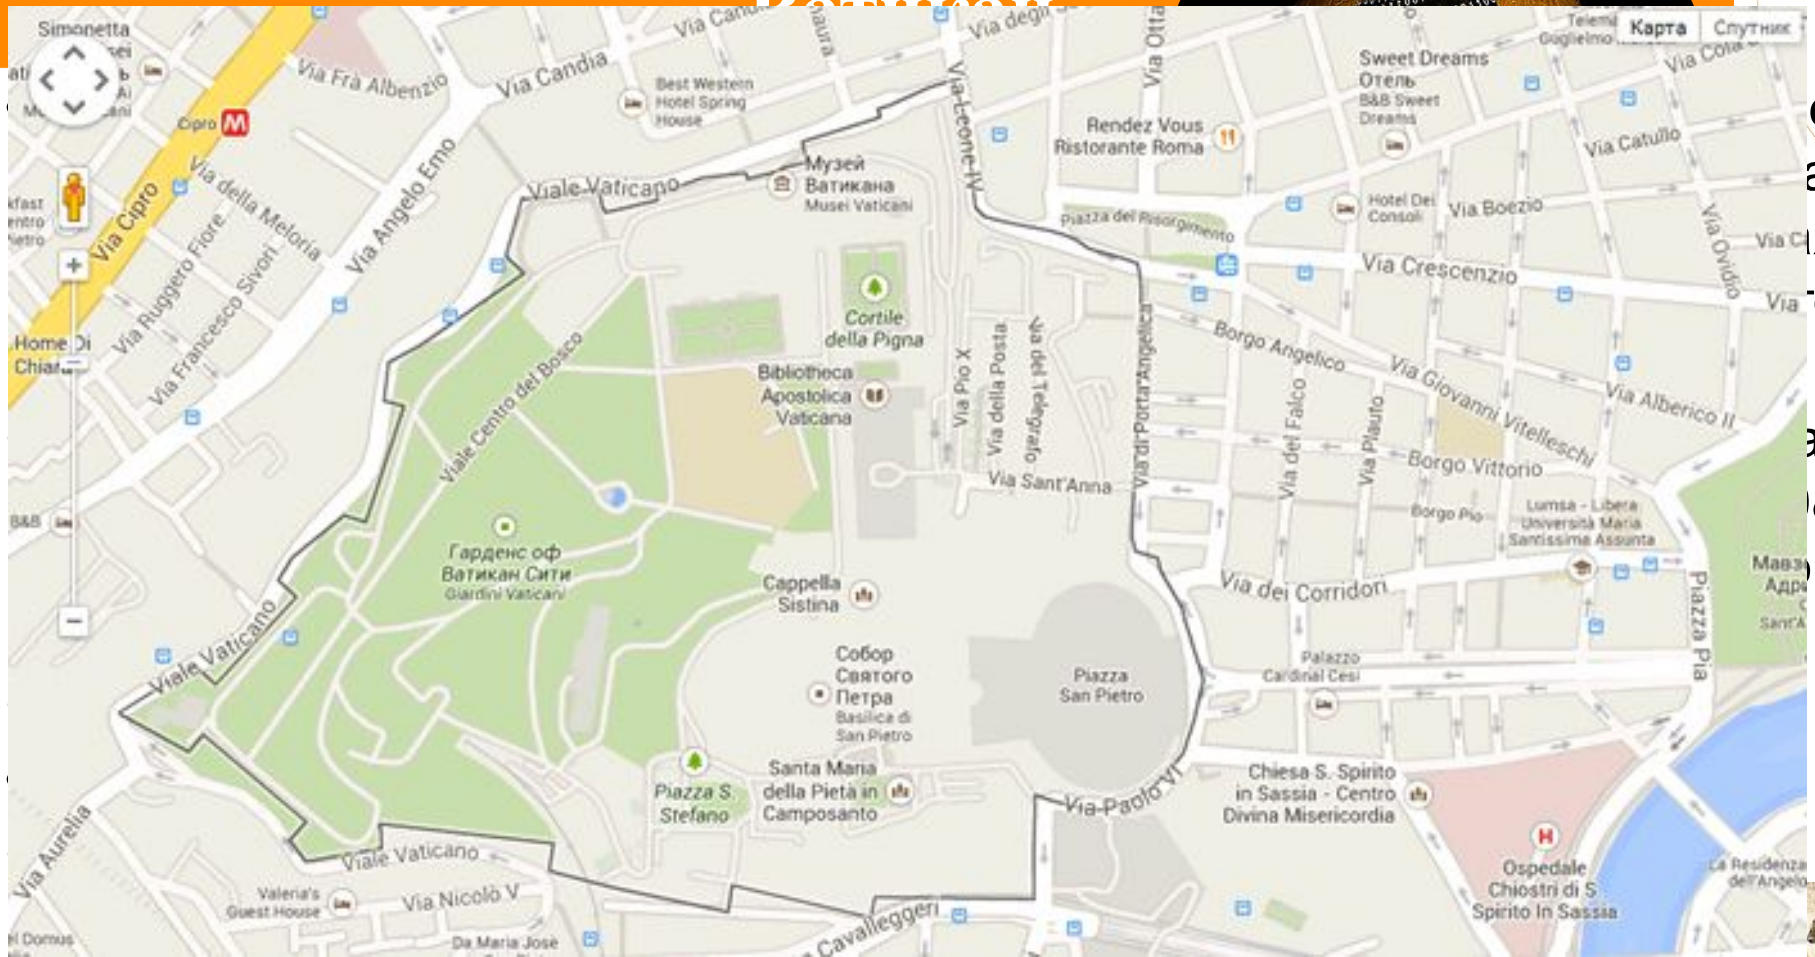 Via degli
Simonetta
Via Frà Albenzio
Via Candia
Best Western
Hotel Spring
House
Via Leone IV
Via Otta
Rendez Vous
Ristorante Roma
Sweet Dreams
Отель
B&B Sweet
Dreams
Карта
Спутник
Via Cola
Via Catullo
Cipro
M
Via Cipro
Via della Meloria
Via Angelo Emo
Via Ruggero Fiore
Via Francesco Sivori
Viale Vaticano
Музей
Ватикана
Musei Vaticani
Piazza del Risorgimento
Hotel Dei
Consoli
Via Boezio
Via Ovidio
Via Crescenzio
Via
Home Di
Cortile
della Pigna
Viale Centro del Bosco
Bibliotheca
Apostolica
Vaticana
Via Pio X
Via della Posta
Via del Telegrafo
Via Sant'Anna
Via di Porta Angelica
Borgo Angelico
Via Giovanni Vitelleschi
Via Alberico II
Via del Falco
Via Plauto
Borgo Vittorio
Borgo Pio
Lumsa - Libera
Università Maria
Santissima Assunta
B&B
Гарденс оф
Ватикан Сити
Giardini Vaticani
Cappella
Sistina
Via dei Corridori
Piazza Pia
Viale Vaticano
Собор
Святого
Петра
Basilica di
San Pietro
Piazza
San Pietro
Palazzo
Cardinal Cesi
Piazza S.
Stefano
Santa Maria
della Pietà in
Camposanto
Via Paolo VI
Chiesa S. Spirito
in Sassia - Centro
Divina Misericordia
Via Aurelia
Viale Vaticano
Valeria's
Guest House
Via Nicolò V
Da Maria Jose
Cavalleggeri
H
Ospedale
Chiostri di S
Spirito In Sassia
La Residenza
dell'Angelo